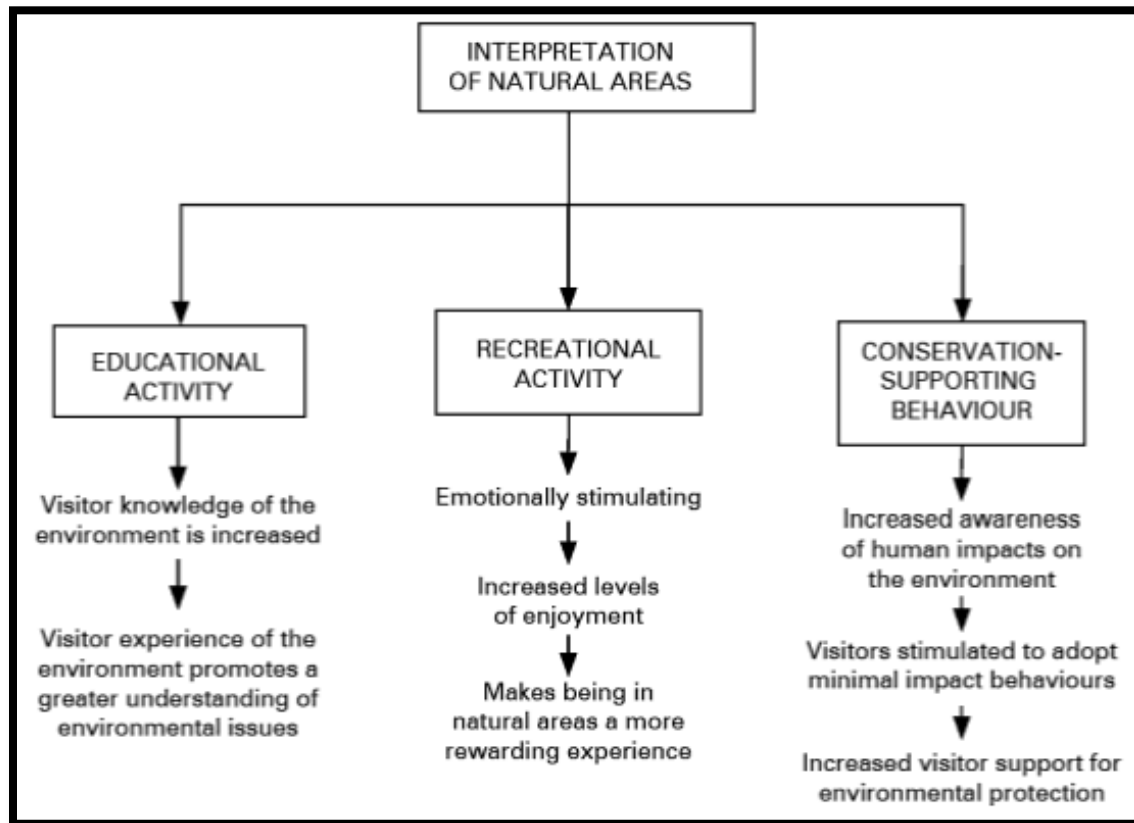 INTERPRETATION
OF NATURAL AREAS
EDUCATIONAL
ACTIVITY
Visitor knowledge of the
environment is increased
Visitor experience of the
environment promotes a
greater understanding of
environmental issues
RECREATIONAL
ACTIVITY
Emotionally stimulating
Increased levels
of enjoyment
Makes being in
natural areas a more
rewarding experience
CONSERVATION-
SUPPORTING
BEHAVIOUR
Increased awareness
of human impacts on
the environment
Visitors stimulated to adopt
minimal impact behaviours
Increased visitor support for
environmental protection